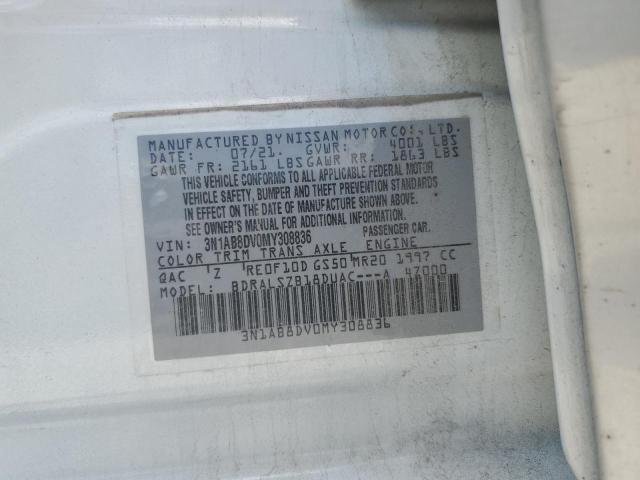 MANUFACTURED BY NISSAN MOTOR CO., LTD.
DATE: 07/21. GVWR: 4001 LBS
GAWR FR: 2161 LBS GAWR RR: 1863 LBS
THIS VEHICLE CONFORMS TO ALL APPLICABLE FEDERAL MOTOR
VEHICLE SAFETY, BUMPER AND THEFT PREVENTION STANDARDS
IN EFFECT ON THE DATE OF MANUFACTURE SHOWN ABOVE.
SEE OWNER'S MANUAL FOR ADDITIONAL INFORMATION.
VIN: 3N1AB8DV0MY308836 PASSENGER CAR.
COLOR TRIM TRANS AXLE ENGINE
QAC Z RE0F10D GS50 MR20 1997 CC
MODEL: BDRALSZB18DUAC---A 47000
3N1AB8DV0MY308836